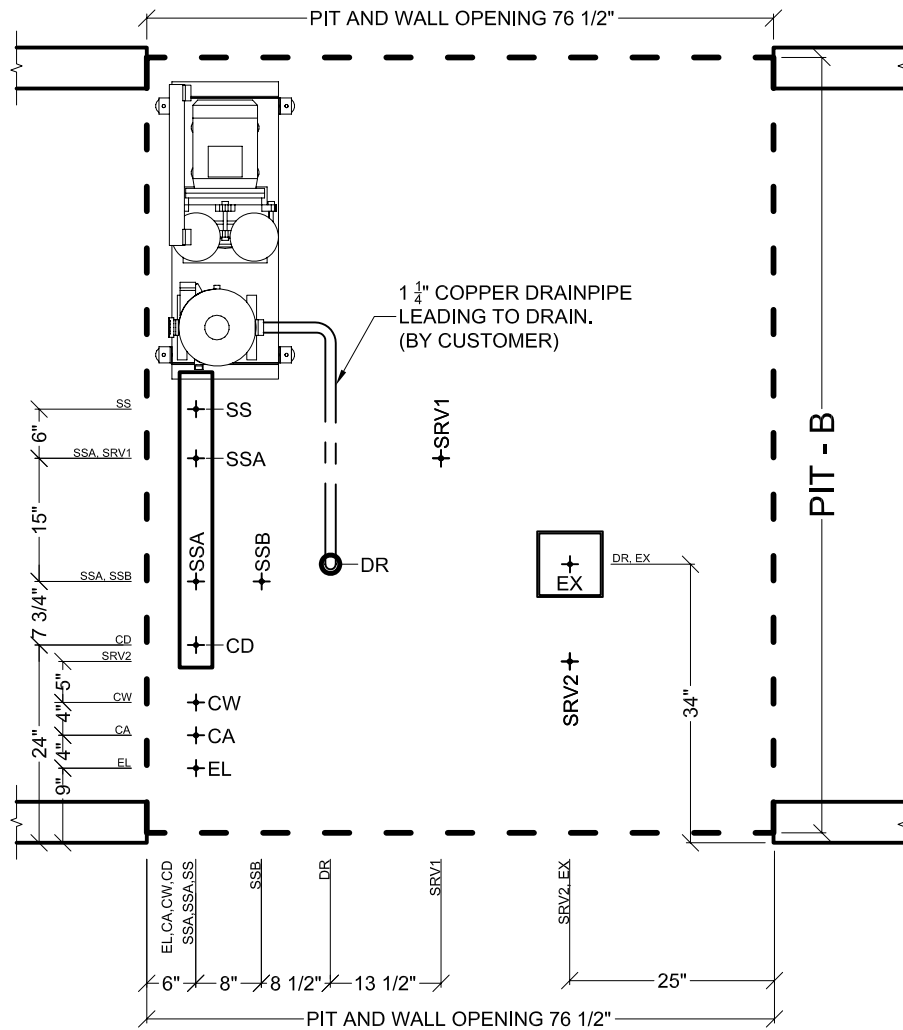 PIT AND WALL OPENING 76 1/2"
1 1/4" COPPER DRAINPIPE
LEADING TO DRAIN.
(BY CUSTOMER)
PIT - B
SS
SS
6"
SSA, SRV1
SSA
SRV1
15"
SSA, SSB
SSA
SSB
DR
EX
DR, EX
7 3/4"
CD
CD
SRV2
SRV2
5"
CW
CW
4"
CA
CA
4"
EL
EL
9"
24"
34"
EL,CA,CW,CD
SSA,SSA,SS
SSB
DR
SRV1
SRV2, EX
6"
8"
8 1/2"
13 1/2"
25"
PIT AND WALL OPENING 76 1/2"